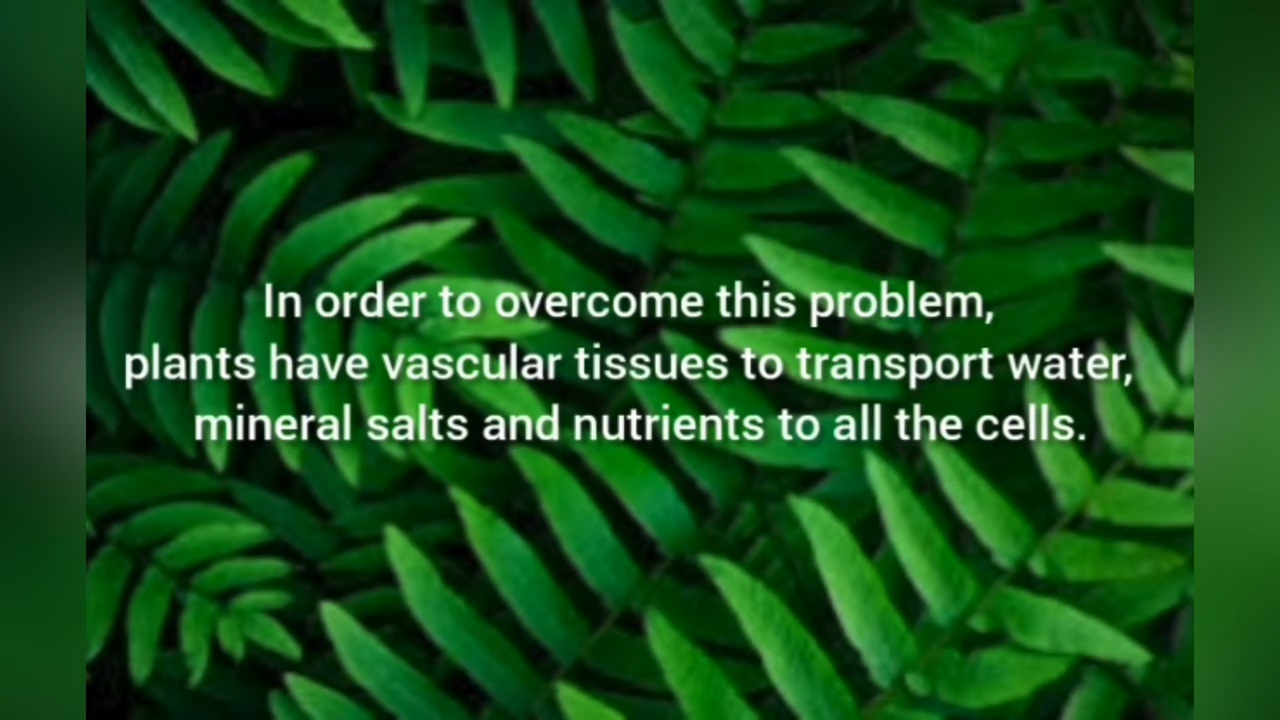 In order to overcome this problem,
plants have vascular tissues to transport water,
mineral salts and nutrients to all the cells.